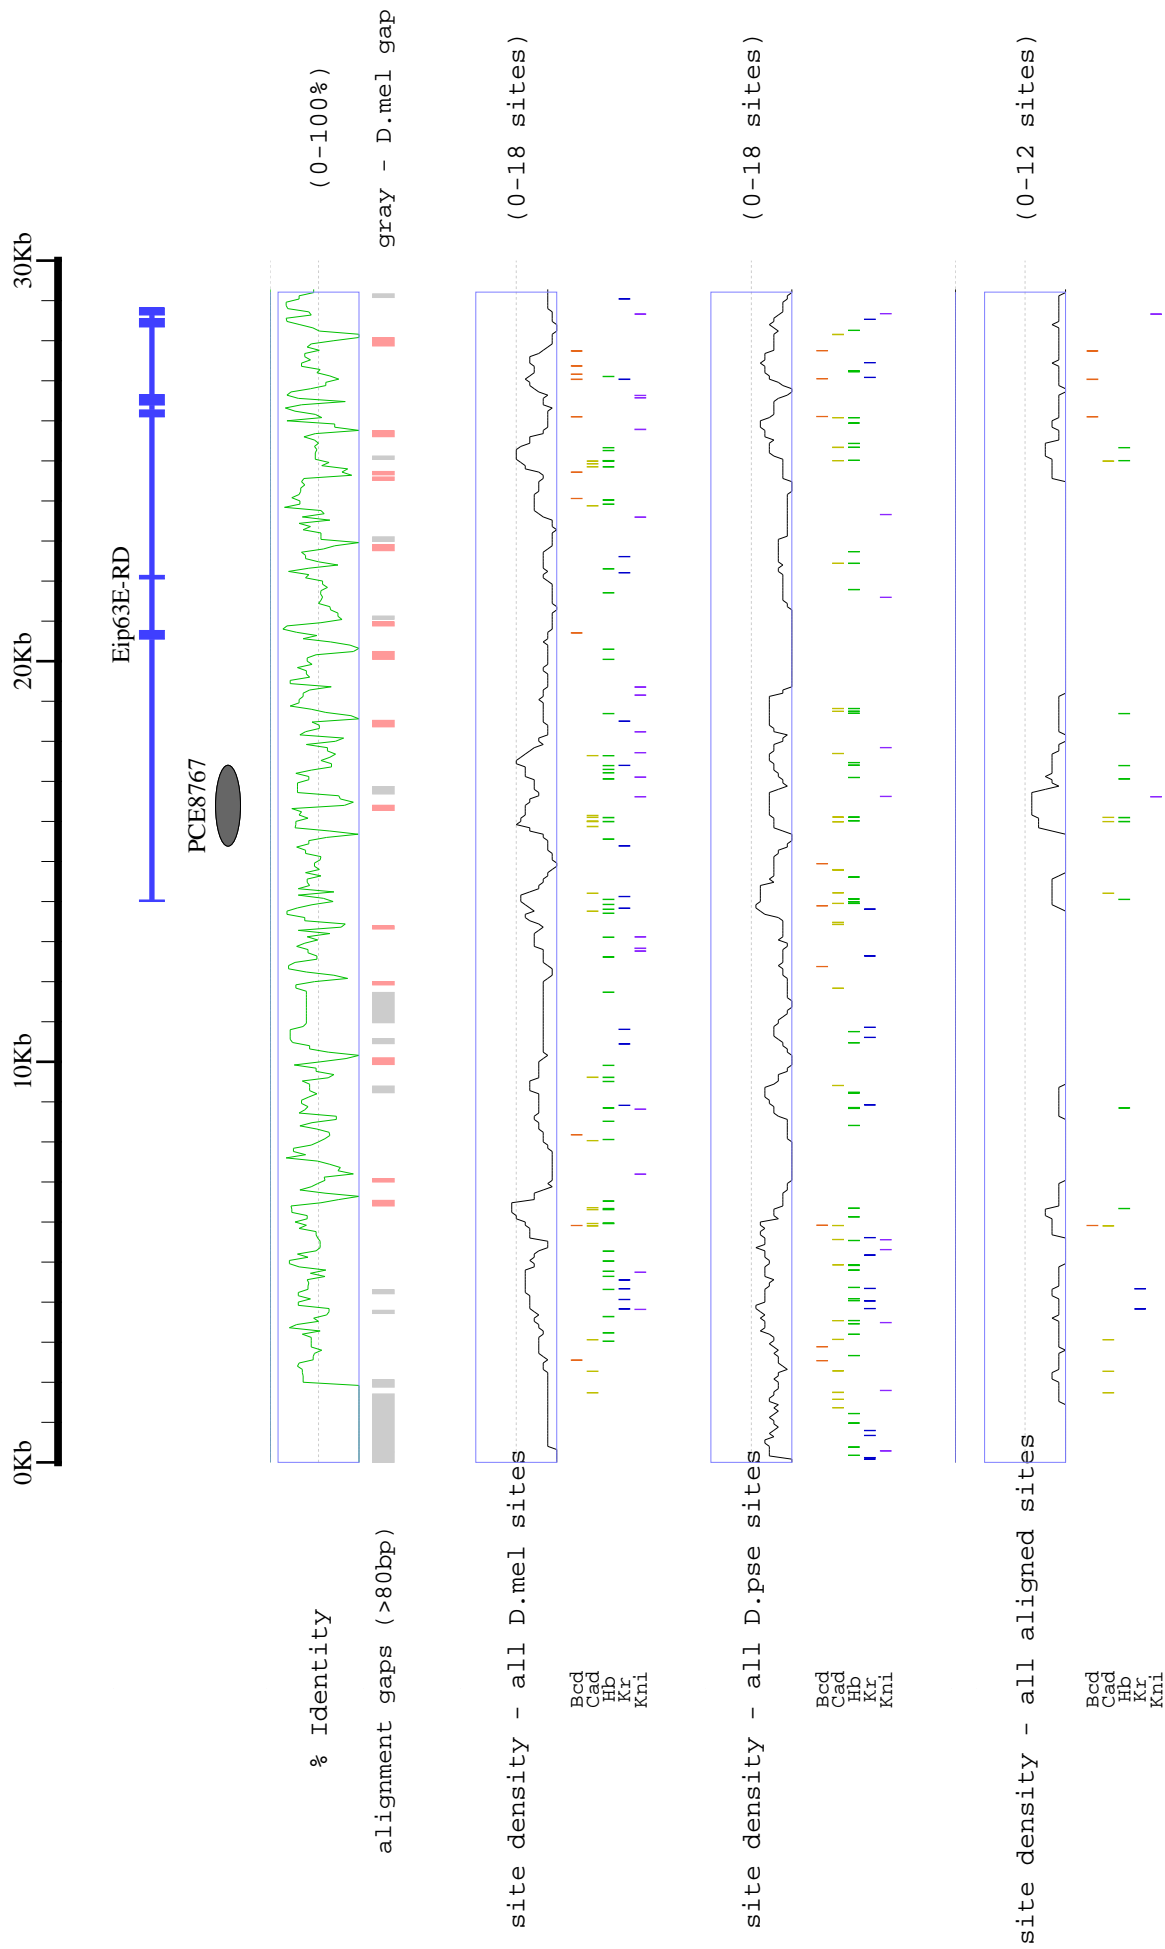 0Kb 10Kb 20Kb 30Kb
Eip63E-RD
PCE8767
% Identity (0-100%)
alignment gaps (>80bp) gray - D.mel gap
site density - all D.mel sites (0-18 sites)
Bcd
Cad
Hb
Kr
Kni
site density - all D.pse sites (0-18 sites)
Bcd
Cad
Hb
Kr
Kni
site density - all aligned sites (0-12 sites)
Bcd
Cad
Hb
Kr
Kni